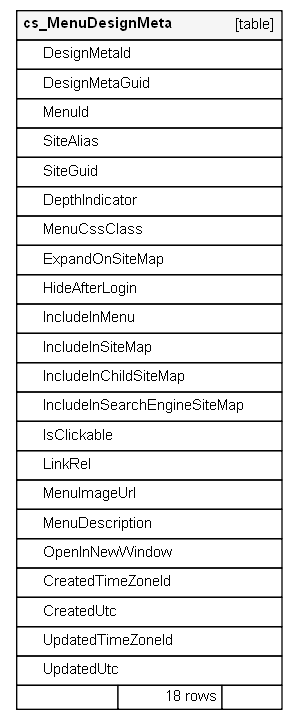 cs_MenuDesignMeta [table]
DesignMetaId
DesignMetaGuid
MenuId
SiteAlias
SiteGuid
DepthIndicator
MenuCssClass
ExpandOnSiteMap
HideAfterLogin
IncludeInMenu
IncludeInSiteMap
IncludeInChildSiteMap
IncludeInSearchEngineSiteMap
IsClickable
LinkRel
MenuImageUrl
MenuDescription
OpenInNewWindow
CreatedTimeZoneId
CreatedUtc
UpdatedTimeZoneId
UpdatedUtc
18 rows